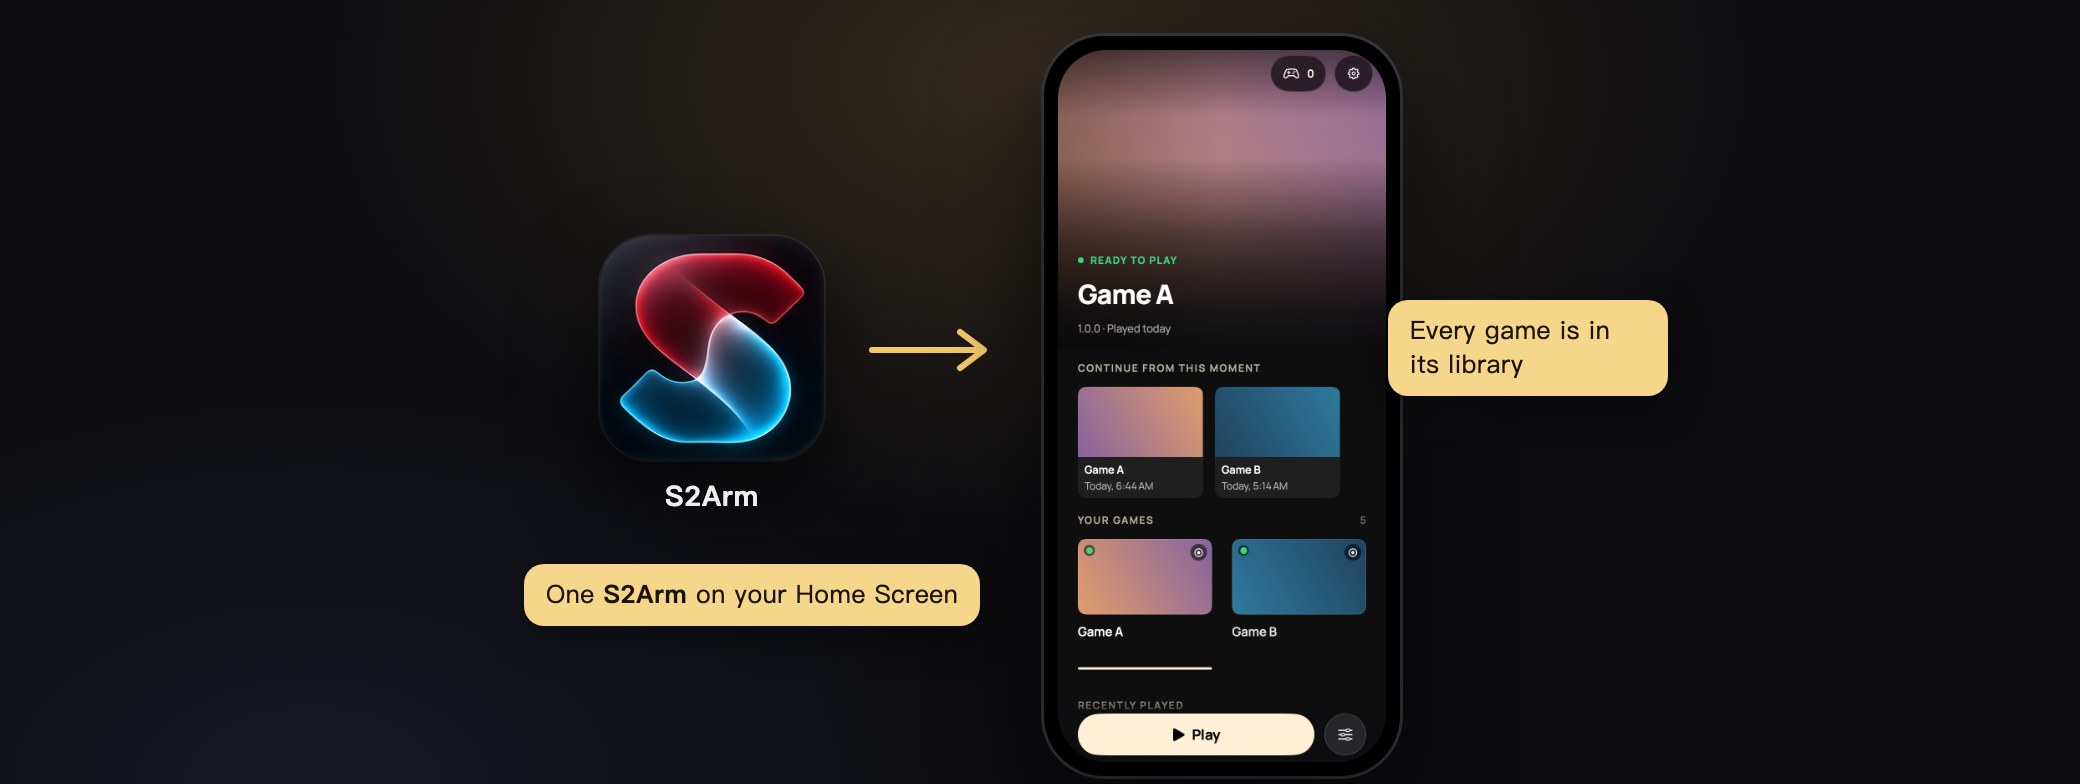 S2Arm
One S2Arm on your Home Screen
0
READY TO PLAY
Game A
1.0.0 · Played today
CONTINUE FROM THIS MOMENT
Game A
Today, 6:44 AM
Game B
Today, 5:14 AM
YOUR GAMES 5
Game A
Game B
RECENTLY PLAYED
Play
Every game is in
its library